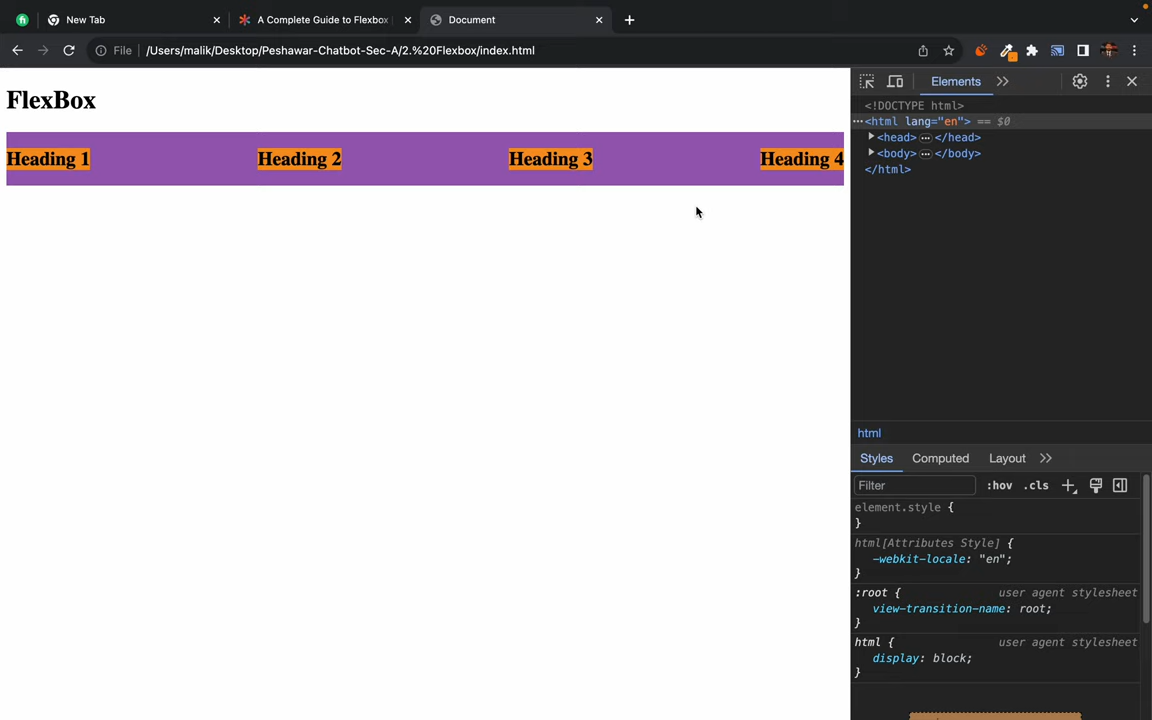 New Tab
A Complete Guide to Flexbox
Document
File /Users/malik/Desktop/Peshawar-Chatbot-Sec-A/2.%20Flexbox/index.html
FlexBox
Heading 1 Heading 2 Heading 3 Heading 4
Elements
<!DOCTYPE html>
<html lang="en"> == $0
<head> </head>
<body> </body>
</html>
html
Styles Computed Layout
Filter :hov .cls
element.style {
}
html[Attributes Style] {
-webkit-locale: "en";
}
:root { user agent stylesheet
view-transition-name: root;
}
html { user agent stylesheet
display: block;
}